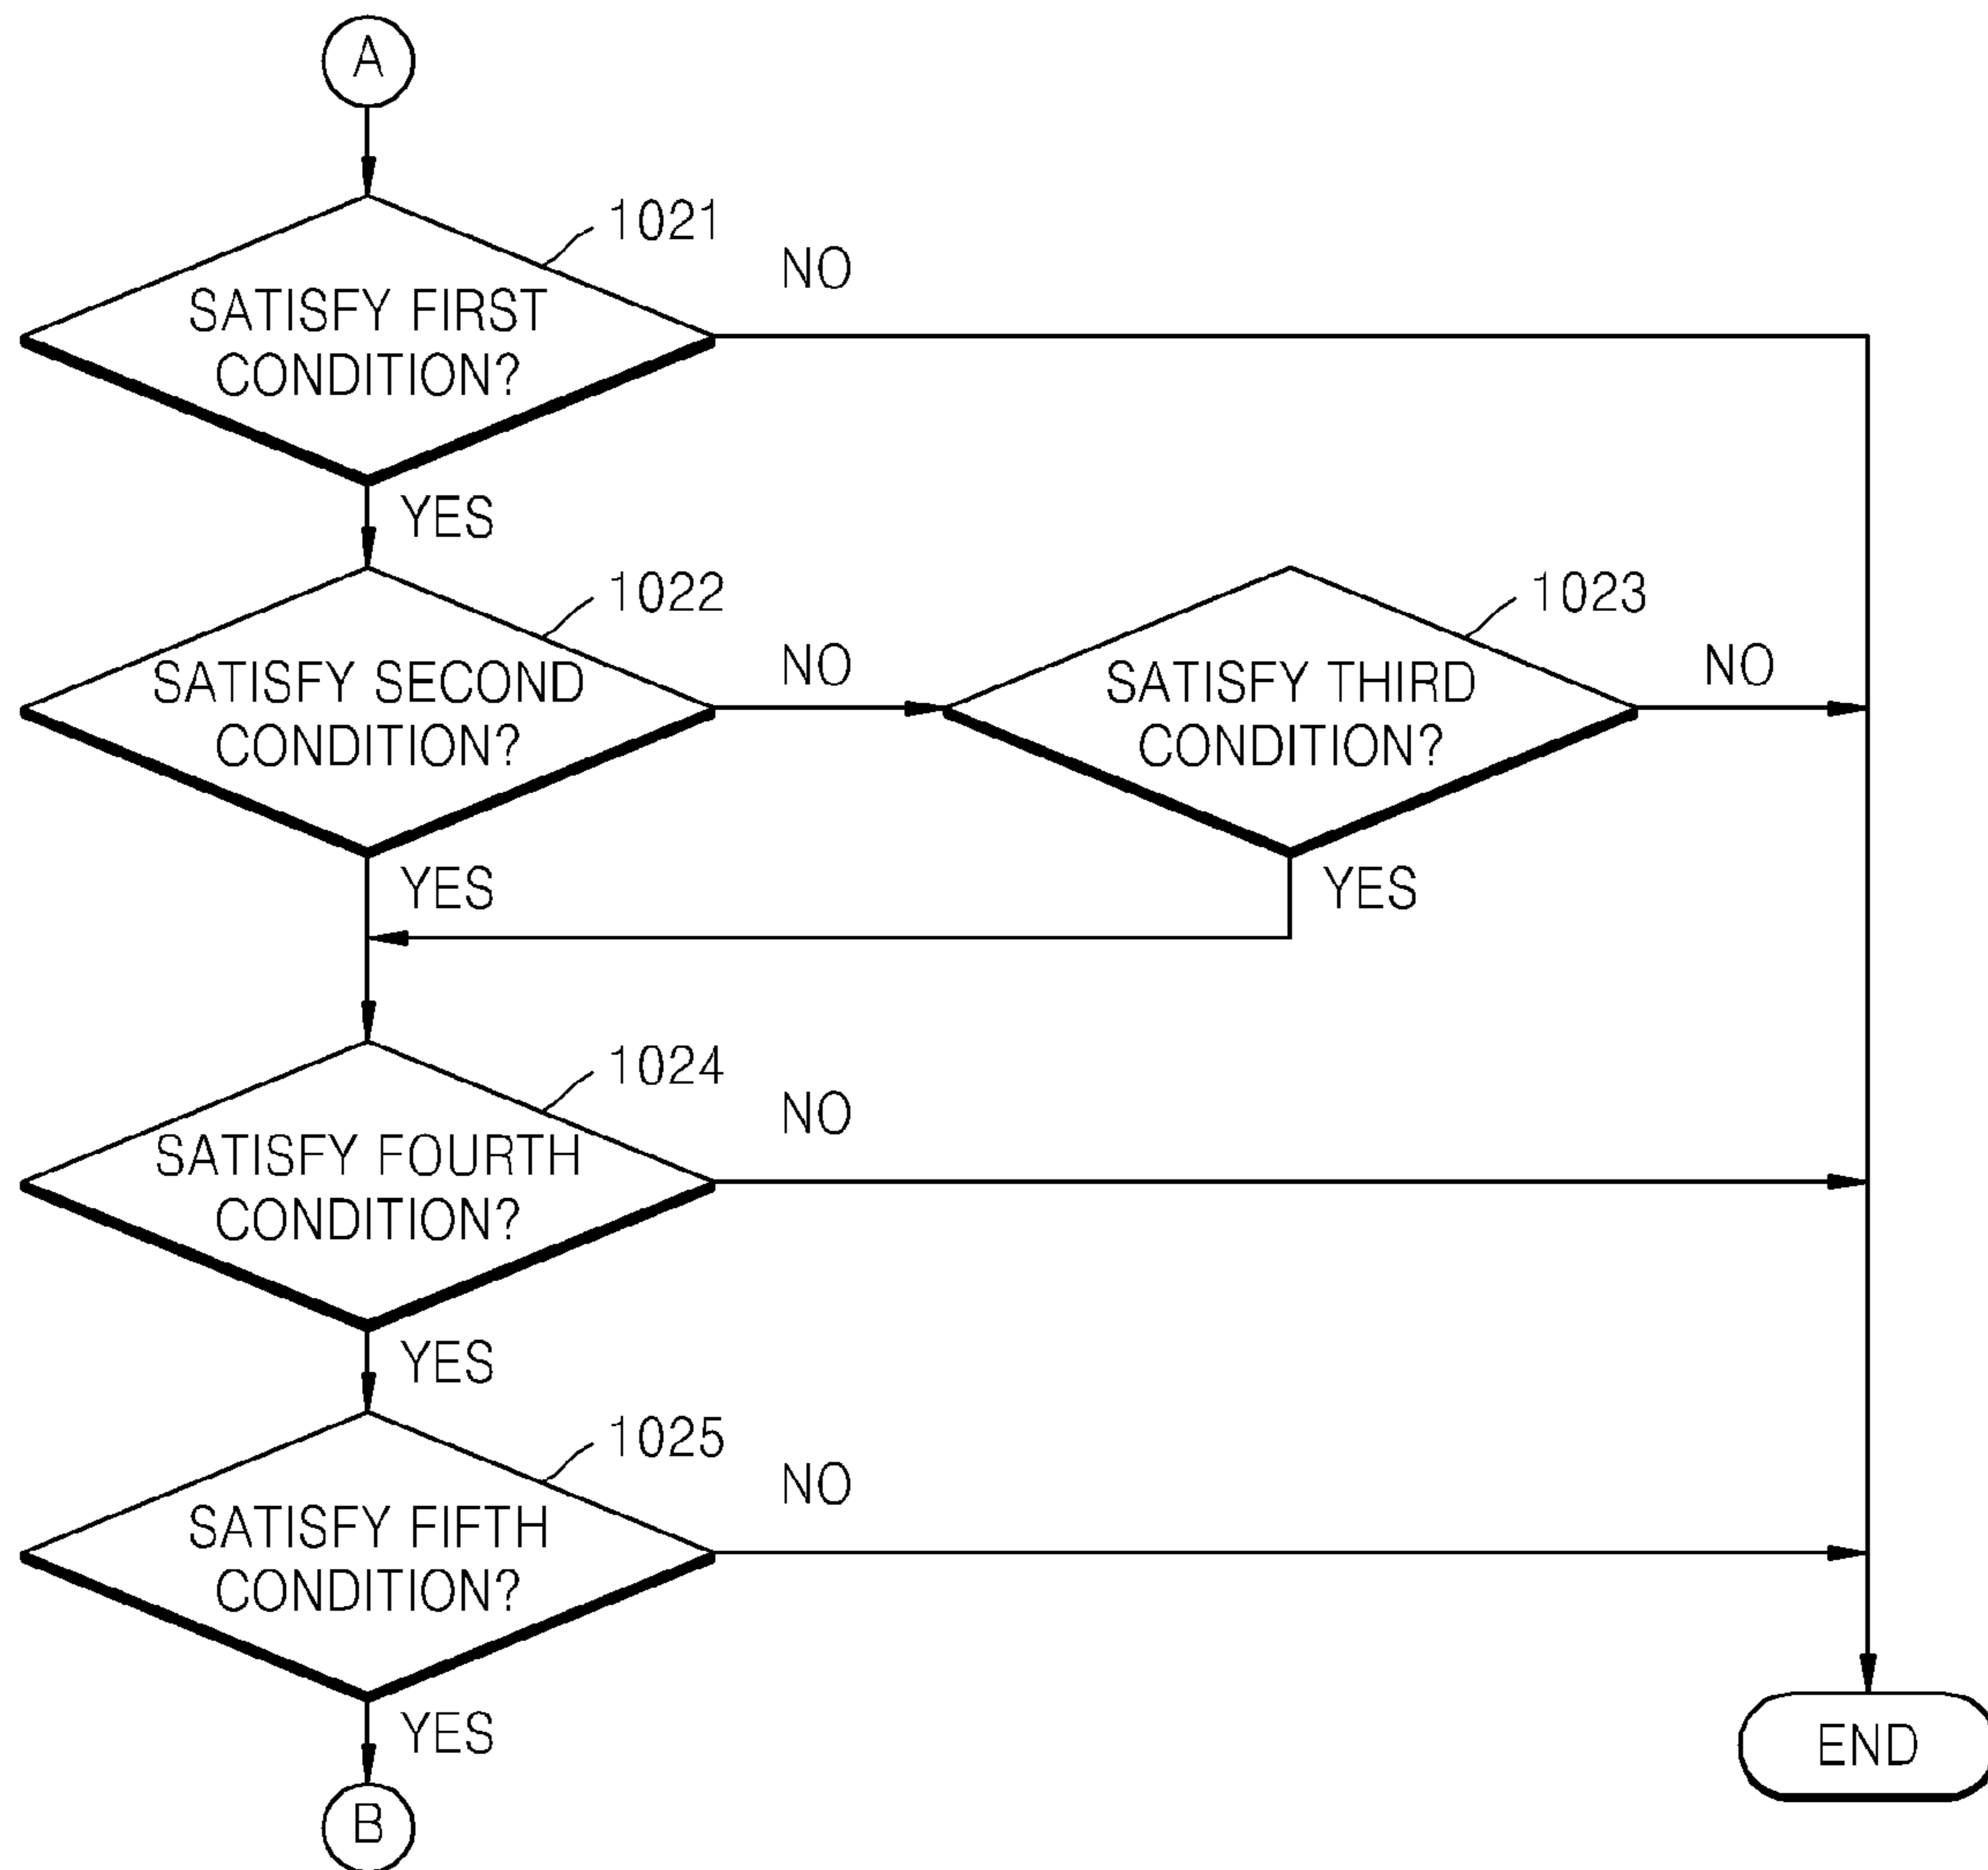 A
1021
NO
SATISFY FIRST
CONDITION?
YES
1022
NO
SATISFY SECOND
CONDITION?
1023
NO
SATISFY THIRD
CONDITION?
YES
YES
1024
NO
SATISFY FOURTH
CONDITION?
YES
1025
NO
SATISFY FIFTH
CONDITION?
YES
END
B